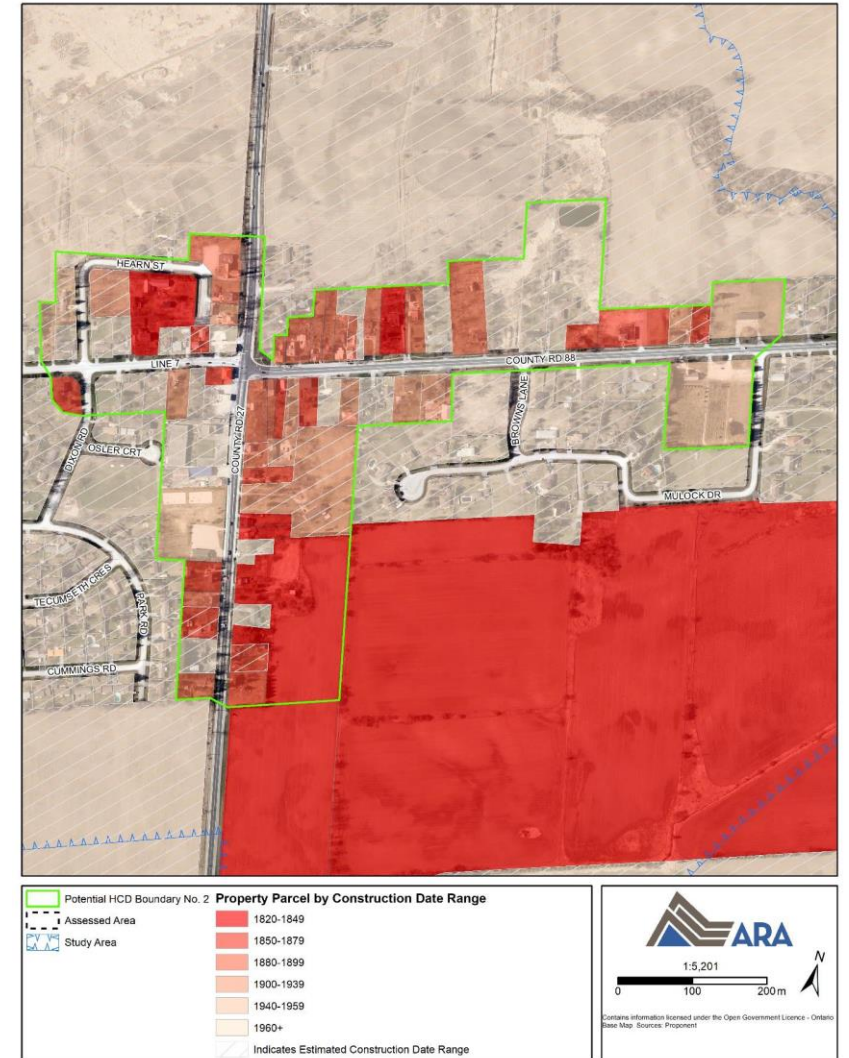 HEARN ST
LINE 7
COUNTY RD 88
COUNTY RD 27
BROWNS LANE
DIXON RD
OSLER CRT
MULOCK DR
TECUMSETH CRES
PARK RD
CUMMINGS RD
Potential HCD Boundary No. 2
Assessed Area
Study Area
Property Parcel by Construction Date Range
1820-1849
1850-1879
1880-1899
1900-1939
1940-1959
1960+
Indicates Estimated Construction Date Range
ARA
1:5,201
N
0 100 200 m
Contains information licensed under the Open Government Licence - Ontario
Base Map Sources: Proponent